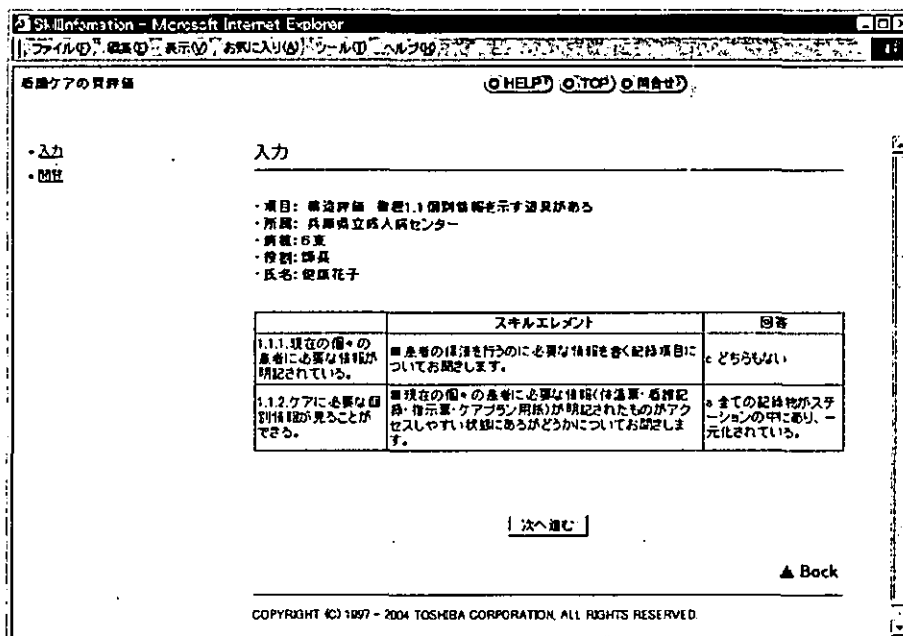 SkillInfomation - Microsoft Internet Explorer
ファイル(F) 編集(E) 表示(V) お気に入り(A) ツール(T) ヘルプ(H)
看護ケアの質評価
HELP TOP 問合せ
・入力
・問合
入力
・項目: 構造評価 1.1個別情報を示す道具がある
・所属: 兵庫県立成人病センター
・病棟:6東
・役割:師長
・氏名: 花子
スキルエレメント
回答
1.1.1.現在の個々の
患者に必要な情報が
明記されている。
■患者の保清を行うのに必要な情報を書く記録項目に
ついてお聞きします。
c どちらもない
1.1.2.ケアに必要な個
別情報が見ることが
できる。
■現在の個々の患者に必要な情報(体温票・看護記
録・指示票・ケアプラン用紙)が明記されたものがアク
セスしやすい状態にあるかどうかについてお聞きしま
す。
a 全ての記録物がステ
ーションの中にあり、一
元化されている。
次へ進む
▲ Back
COPYRIGHT (C) 1997 - 2004 TOSHIBA CORPORATION, ALL RIGHTS RESERVED.